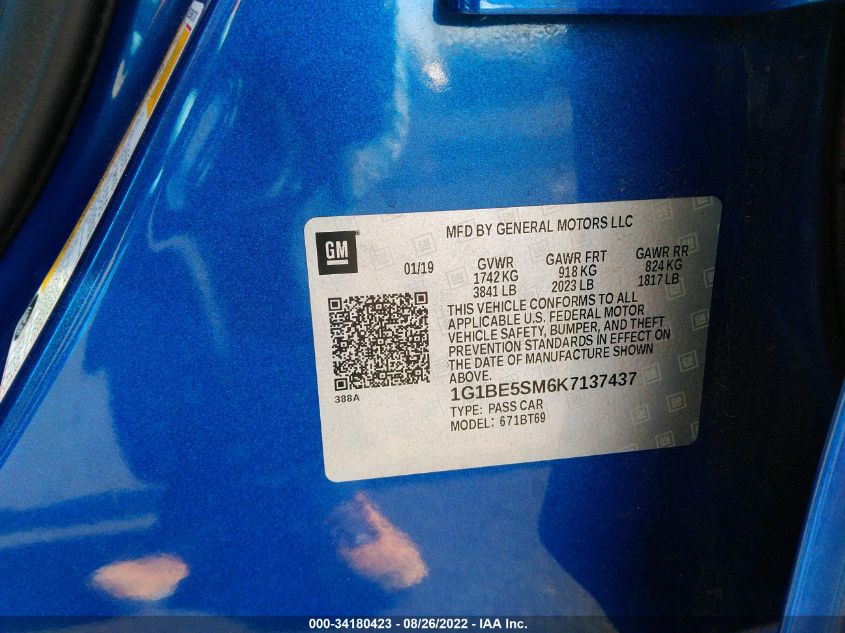 GM
MFD BY GENERAL MOTORS LLC
01/19
GVWR
1742 KG
3841 LB
GAWR FRT
918 KG
2023 LB
GAWR RR
824 KG
1817 LB
THIS VEHICLE CONFORMS TO ALL
APPLICABLE U.S. FEDERAL MOTOR
VEHICLE SAFETY, BUMPER, AND THEFT
PREVENTION STANDARDS IN EFFECT ON
THE DATE OF MANUFACTURE SHOWN
ABOVE.
388A
1G1BE5SM6K7137437
TYPE: PASS CAR
MODEL: 671BT69
000-34180423 - 08/26/2022 - IAA Inc.